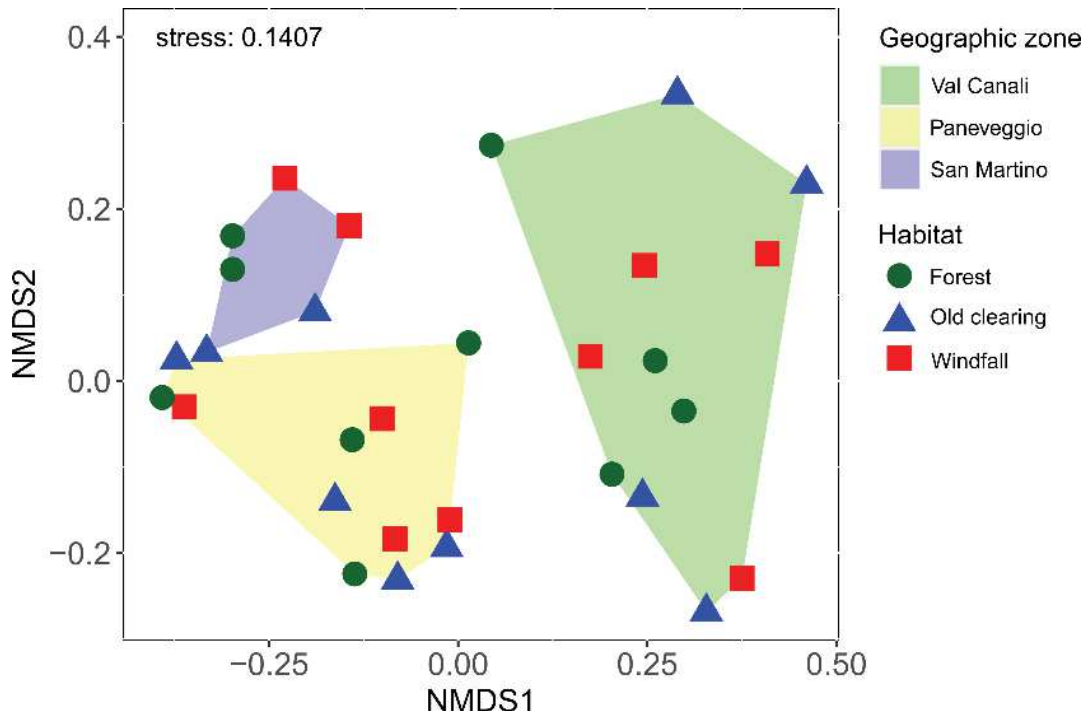 stress: 0.1407
0.4
0.2
0.0
−0.2
NMDS2
−0.25
0.00
0.25
0.50
NMDS1
Geographic zone
Val Canali
Paneveggio
San Martino
Habitat
Forest
Old clearing
Windfall